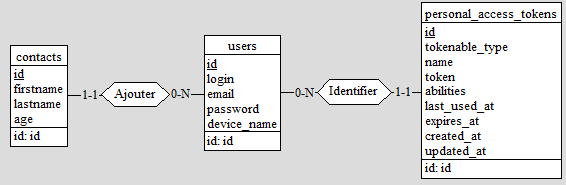 contacts
id
firstname
lastname
age
id: id
1-1
Ajouter
0-N
users
id
login
email
password
device_name
id: id
0-N
Identifier
1-1
personal_access_tokens
id
tokenable_type
name
token
abilities
last_used_at
expires_at
created_at
updated_at
id: id